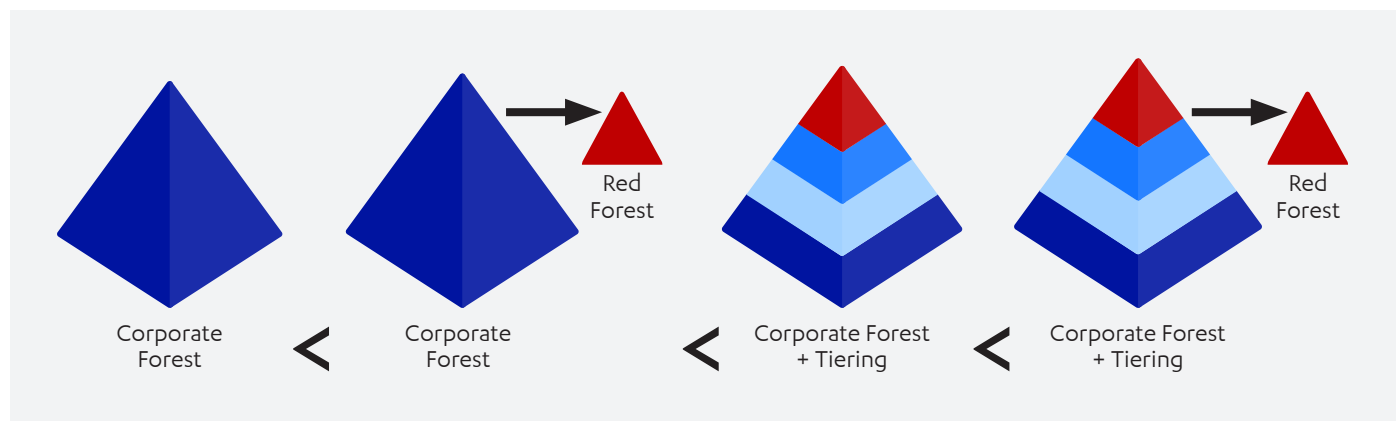 Red
Forest
Red
Forest
Corporate
Forest
<
Corporate
Forest
<
Corporate Forest
+ Tiering
<
Corporate Forest
+ Tiering